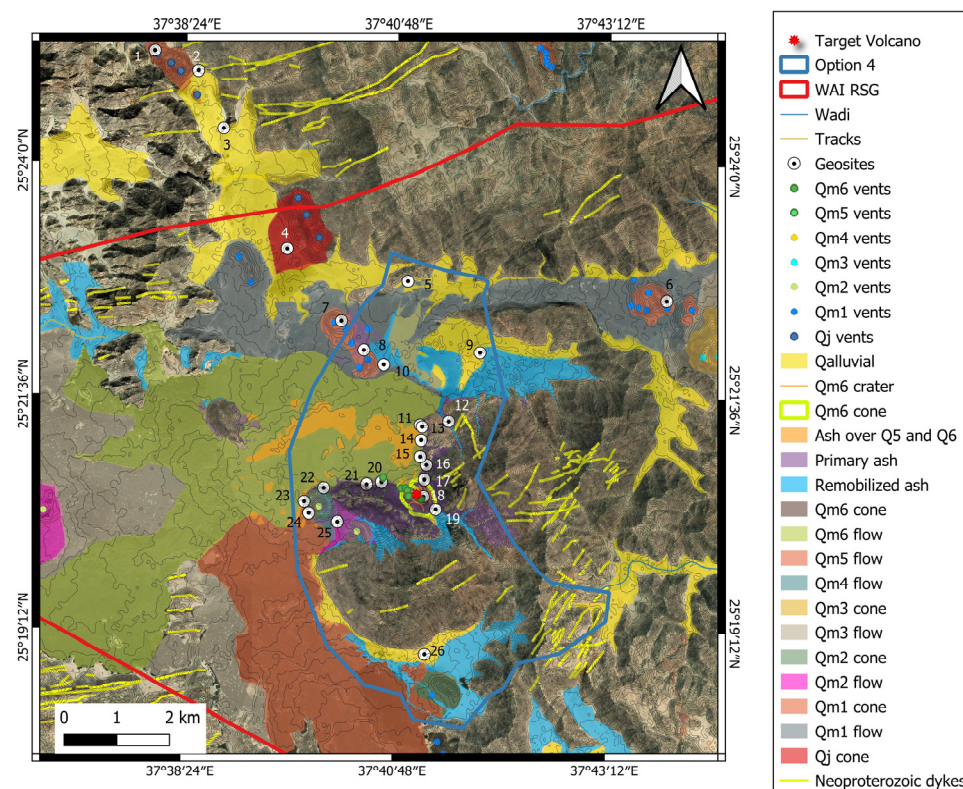 37°38′24″E
37°40′48″E
37°43′12″E
25°24′0″N
25°21′36″N
25°19′12″N
25°24′0″N
25°21′36″N
25°19′12″N
1
2
3
4
5
6
7
8
9
10
11
12
13
14
15
16
17
18
19
20
21
22
23
24
25
26
0 1 2 km
37°38′24″E
37°40′48″E
37°43′12″E
Target Volcano
Option 4
WAI RSG
Wadi
Tracks
Geosites
Qm6 vents
Qm5 vents
Qm4 vents
Qm3 vents
Qm2 vents
Qm1 vents
Qj vents
Qalluvial
Qm6 crater
Qm6 cone
Ash over Q5 and Q6
Primary ash
Remobilized ash
Qm6 cone
Qm6 flow
Qm5 flow
Qm4 flow
Qm3 cone
Qm3 flow
Qm2 cone
Qm2 flow
Qm1 cone
Qm1 flow
Qj cone
Neoproterozoic dykes